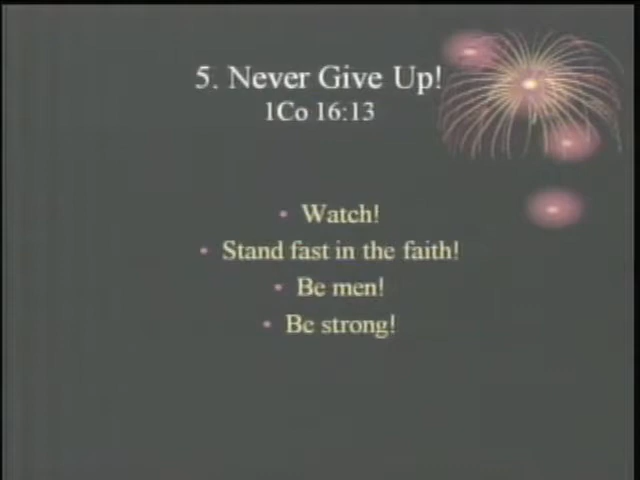 5. Never Give Up!
1Co 16:13
• Watch!
• Stand fast in the faith!
• Be men!
• Be strong!